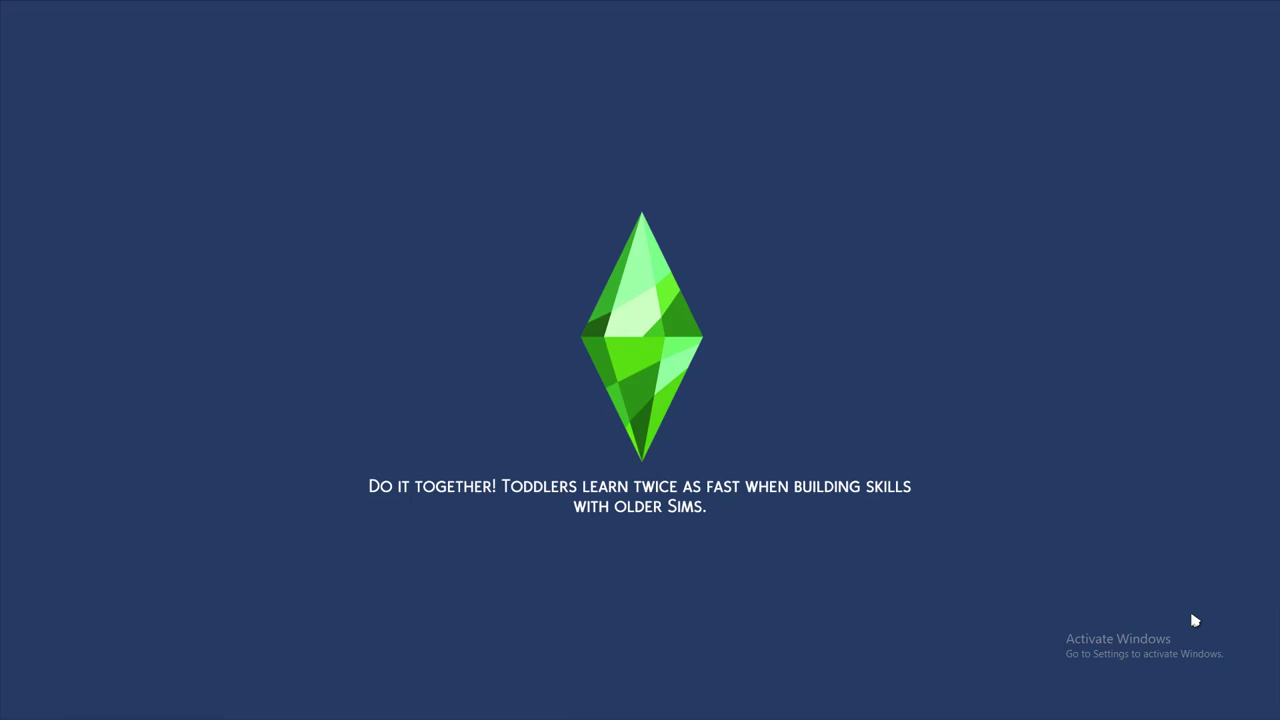 Do it together! Toddlers learn twice as fast when building skills
with older Sims.
Activate Windows
Go to Settings to activate Windows.